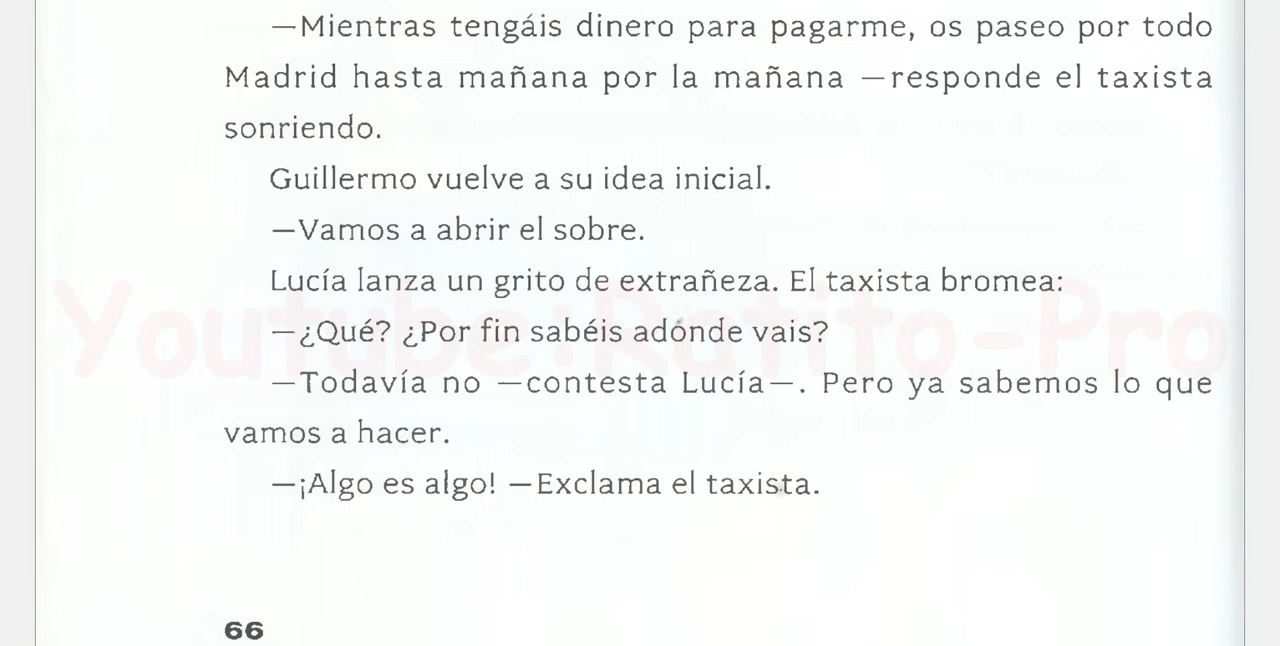 —Mientras tengáis dinero para pagarme, os paseo por todo
Madrid hasta mañana por la mañana —responde el taxista
sonriendo.
Guillermo vuelve a su idea inicial.
—Vamos a abrir el sobre.
Lucía lanza un grito de extrañeza. El taxista bromea:
—¿Qué? ¿Por fin sabéis adónde vais?
Youtube:Ratito-Pro
—Todavía no —contesta Lucía—. Pero ya sabemos lo que
vamos a hacer.
—¡Algo es algo! —Exclama el taxista.
66